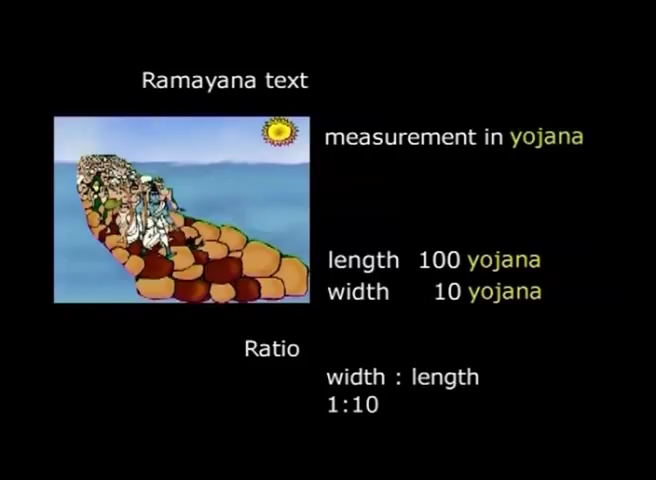 Ramayana text
measurement in yojana
length 100 yojana
width 10 yojana
Ratio
width : length
1:10